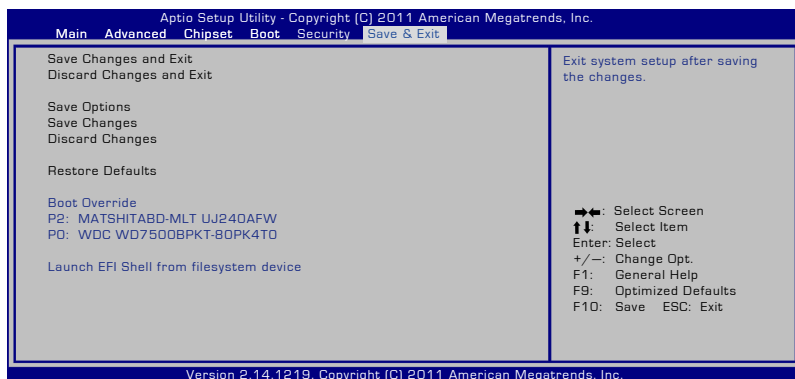 Aptio Setup Utility - Copyright (C) 2011 American Megatrends, Inc.
Main Advanced Chipset Boot Security Save & Exit
Save Changes and Exit
Discard Changes and Exit
Save Options
Save Changes
Discard Changes
Restore Defaults
Boot Override
P2: MATSHITABD-MLT UJ240AFW
P0: WDC WD7500BPKT-80PK4T0
Launch EFI Shell from filesystem device
Exit system setup after saving
the changes.
→←: Select Screen
↑↓: Select Item
Enter: Select
+/—: Change Opt.
F1: General Help
F9: Optimized Defaults
F10: Save ESC: Exit
Version 2.14.1219. Copyright (C) 2011 American Megatrends, Inc.